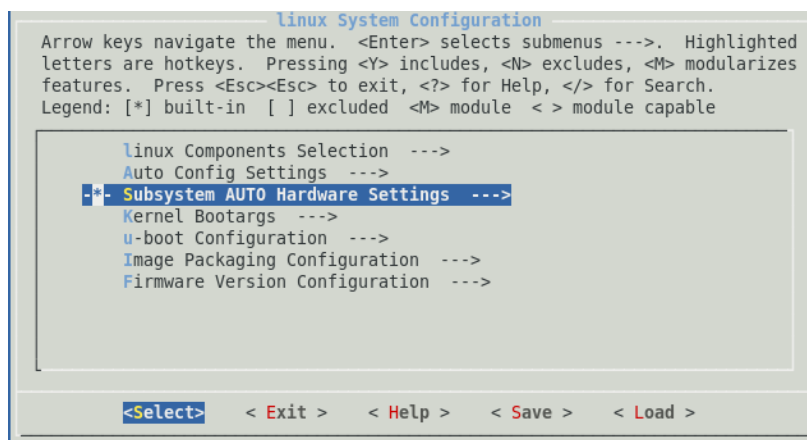 linux System Configuration
Arrow keys navigate the menu.  <Enter> selects submenus --->.  Highlighted
letters are hotkeys.  Pressing <Y> includes, <N> excludes, <M> modularizes
features.  Press <Esc><Esc> to exit, <?> for Help, </> for Search.
Legend: [*] built-in  [ ] excluded  <M> module  < > module capable
linux Components Selection  --->
Auto Config Settings  --->
-*- Subsystem AUTO Hardware Settings  --->
Kernel Bootargs  --->
u-boot Configuration  --->
Image Packaging Configuration  --->
Firmware Version Configuration  --->
<Select>    < Exit >    < Help >    < Save >    < Load >